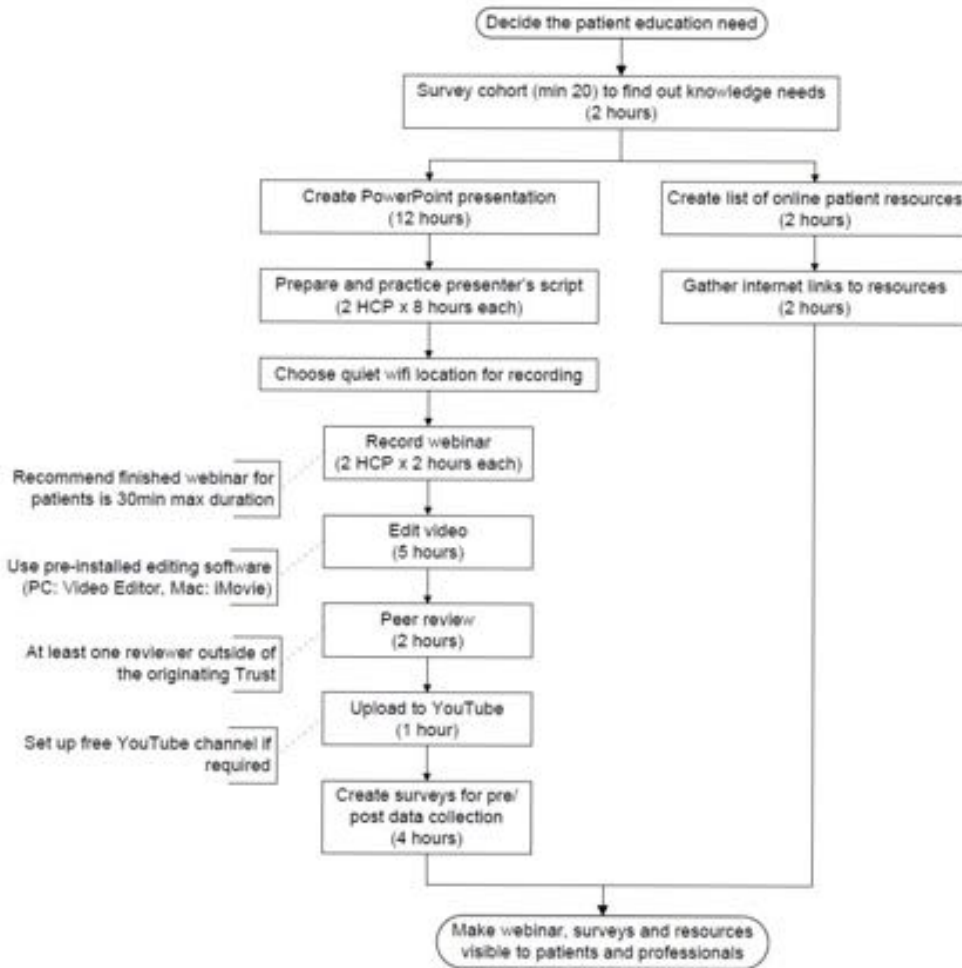 Decide the patient education need
Survey cohort (min 20) to find out knowledge needs
(2 hours)
Create PowerPoint presentation
(12 hours)
Create list of online patient resources
(2 hours)
Prepare and practice presenter's script
(2 HCP x 8 hours each)
Gather internet links to resources
(2 hours)
Choose quiet wifi location for recording
Record webinar
(2 HCP x 2 hours each)
Recommend finished webinar for
patients is 30min max duration
Edit video
(5 hours)
Use pre-installed editing software
(PC: Video Editor, Mac: iMovie)
Peer review
(2 hours)
At least one reviewer outside of
the originating Trust
Upload to YouTube
(1 hour)
Set up free YouTube channel if
required
Create surveys for pre/
post data collection
(4 hours)
Make webinar, surveys and resources
visible to patients and professionals